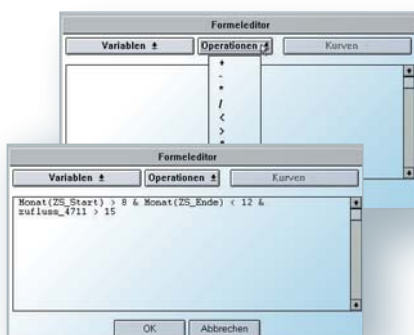 Formeleditor
Variablen Operationen Kurven
+
-
*
/
<
>
Formeleditor
Variablen Operationen Kurven
Monat(ZS_Start) > 8 & Monat(ZS_Ende) < 12 &
zufluss_4711 > 15
OK Abbrechen